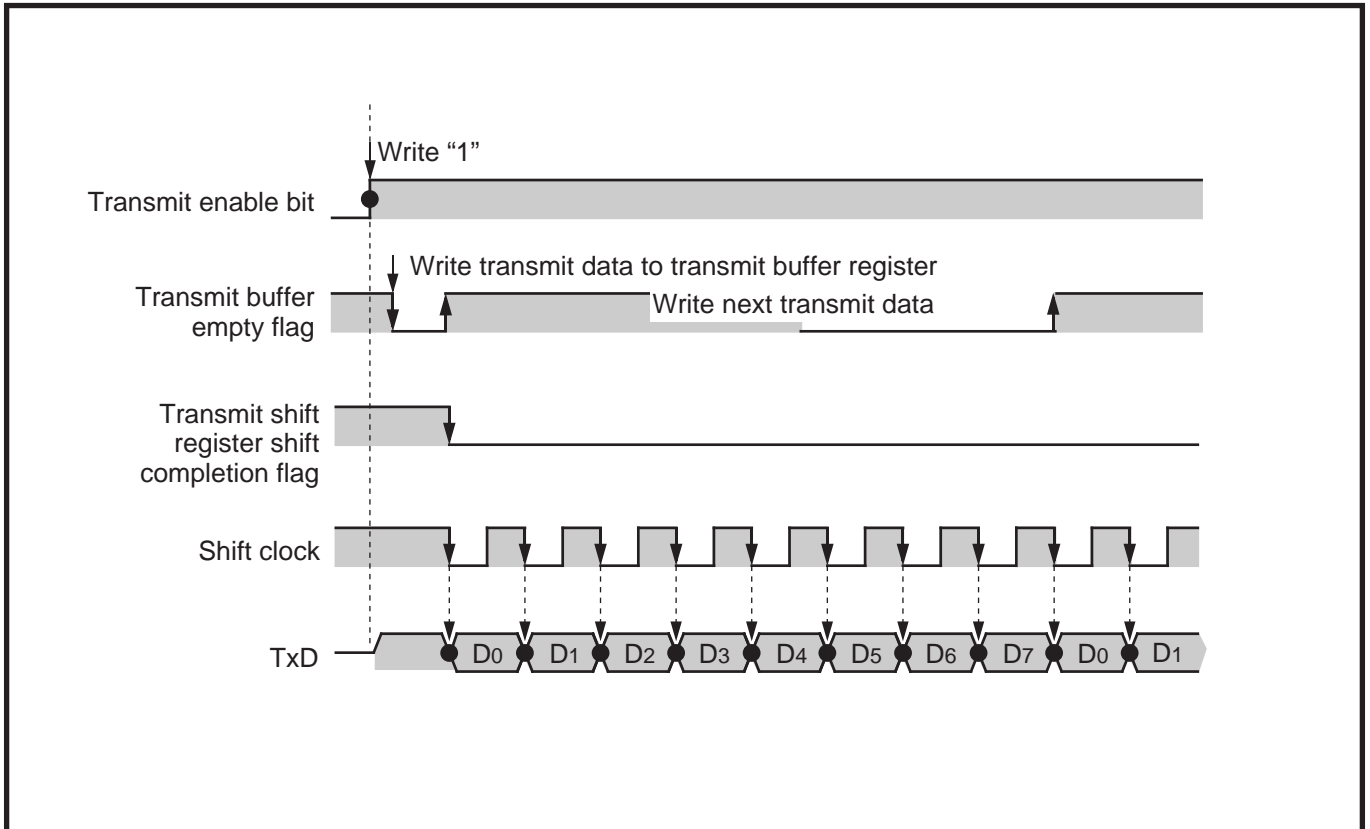 Write “1”
Transmit enable bit
Write transmit data to transmit buffer register
Transmit buffer
empty flag
Write next transmit data
Transmit shift
register shift
completion flag
Shift clock
TxD
D0 D1 D2 D3 D4 D5 D6 D7 D0 D1